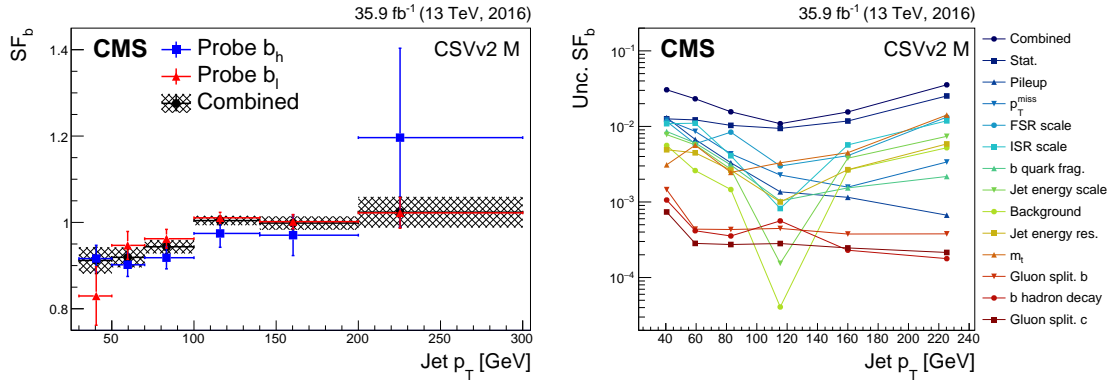 35.9 fb⁻¹ (13 TeV, 2016)
CMS
CSVv2 M
Probe b_h
Probe b_l
Combined
SF_b
1.4
1.2
1
0.8
50 100 150 200 250 300
Jet p_T [GeV]
35.9 fb⁻¹ (13 TeV, 2016)
CMS
CSVv2 M
Unc. SF_b
10⁻¹
10⁻²
10⁻³
10⁻⁴
40 60 80 100 120 140 160 180 200 220 240
Jet p_T [GeV]
Combined
Stat.
Pileup
p_T^miss
FSR scale
ISR scale
b quark frag.
Jet energy scale
Background
Jet energy res.
m_t
Gluon split. b
b hadron decay
Gluon split. c